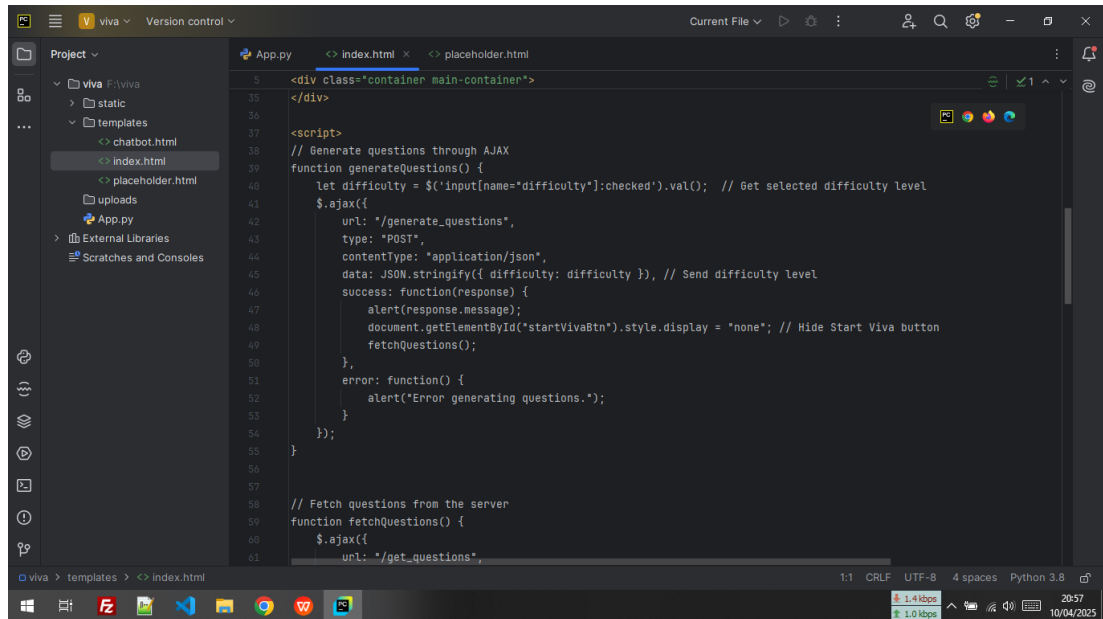 PC
V viva Version control
Current File
Project
App.py
index.html
placeholder.html
viva F:\viva
static
templates
chatbot.html
index.html
placeholder.html
uploads
App.py
External Libraries
Scratches and Consoles
5 <div class="container main-container">
1
35 </div>
36
37 <script>
38 // Generate questions through AJAX
39 function generateQuestions() {
40 let difficulty = $('input[name="difficulty"]:checked').val(); // Get selected difficulty level
41 $.ajax({
42 url: "/generate_questions",
43 type: "POST",
44 contentType: "application/json",
45 data: JSON.stringify({ difficulty: difficulty }), // Send difficulty level
46 success: function(response) {
47 alert(response.message);
48 document.getElementById("startVivaBtn").style.display = "none"; // Hide Start Viva button
49 fetchQuestions();
50 },
51 error: function() {
52 alert("Error generating questions.");
53 }
54 });
55 }
56
57
58 // Fetch questions from the server
59 function fetchQuestions() {
60 $.ajax({
61 url: "/get_questions",
viva > templates > <> index.html
1:1 CRLF UTF-8 4 spaces Python 3.8
1.4 kbps
1.0 kbps
20:57
10/04/2025